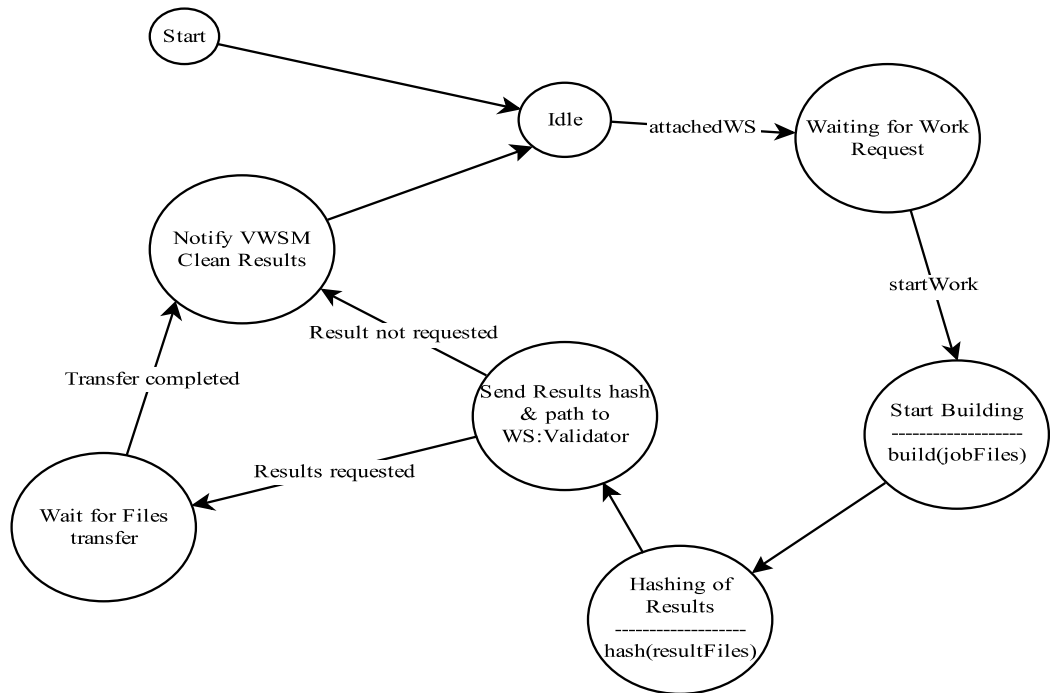 Start
Idle
attachedWS
Waiting for Work
Request
startWork
Start Building
-------------------
build(jobFiles)
Hashing of
Results
-------------------
hash(resultFiles)
Send Results hash
& path to
WS:Validator
Result not requested
Results requested
Wait for Files
transfer
Transfer completed
Notify VWSM
Clean Results